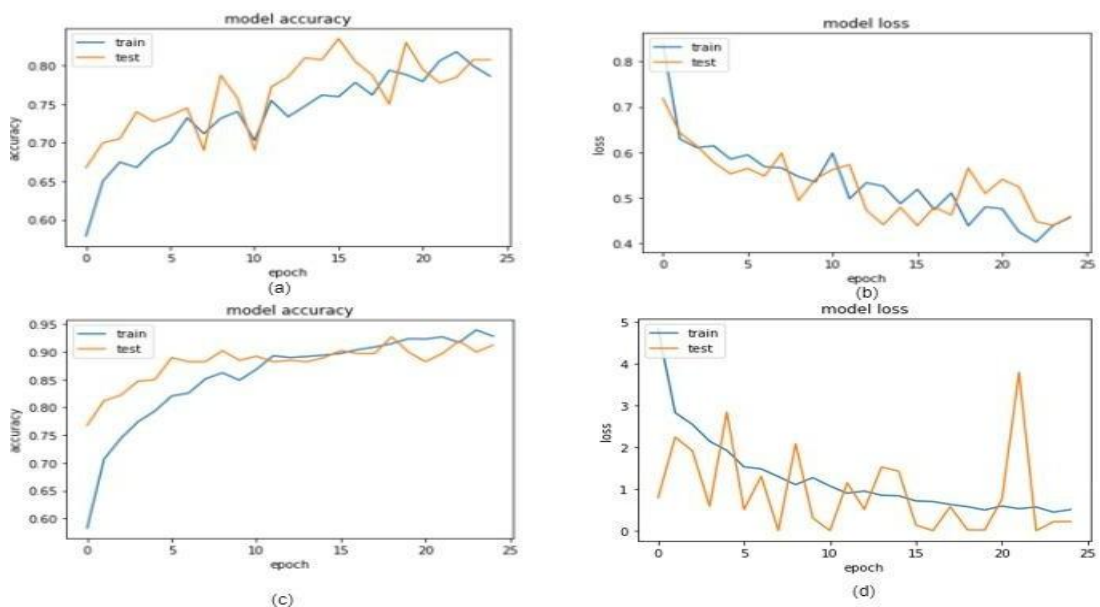 model accuracy
train
test
0.80
0.75
0.70
0.65
0.60
accuracy
0 5 10 15 20 25
epoch
(a)
model loss
train
test
0.8
0.7
0.6
0.5
0.4
loss
0 5 10 15 20 25
epoch
(b)
model accuracy
train
test
0.95
0.90
0.85
0.80
0.75
0.70
0.65
0.60
accuracy
0 5 10 15 20 25
epoch
(c)
model loss
train
test
5
4
3
2
1
0
loss
0 5 10 15 20 25
epoch
(d)